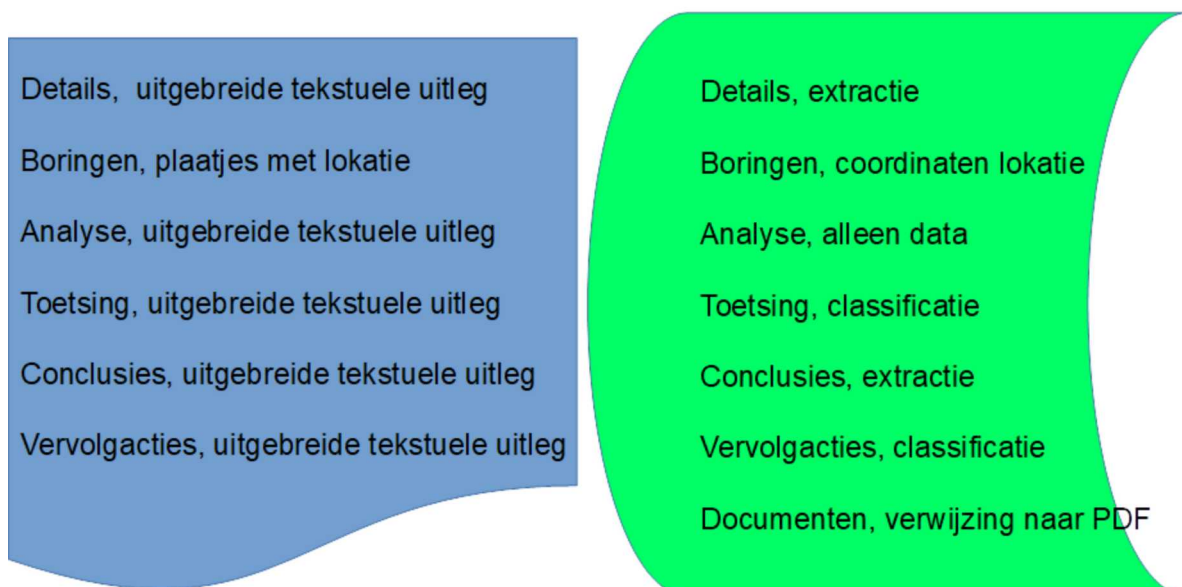 Details, uitgebreide tekstuele uitleg
Boringen, plaatjes met lokatie
Analyse, uitgebreide tekstuele uitleg
Toetsing, uitgebreide tekstuele uitleg
Conclusies, uitgebreide tekstuele uitleg
Vervolgacties, uitgebreide tekstuele uitleg
Details, extractie
Boringen, coordinaten lokatie
Analyse, alleen data
Toetsing, classificatie
Conclusies, extractie
Vervolgacties, classificatie
Documenten, verwijzing naar PDF